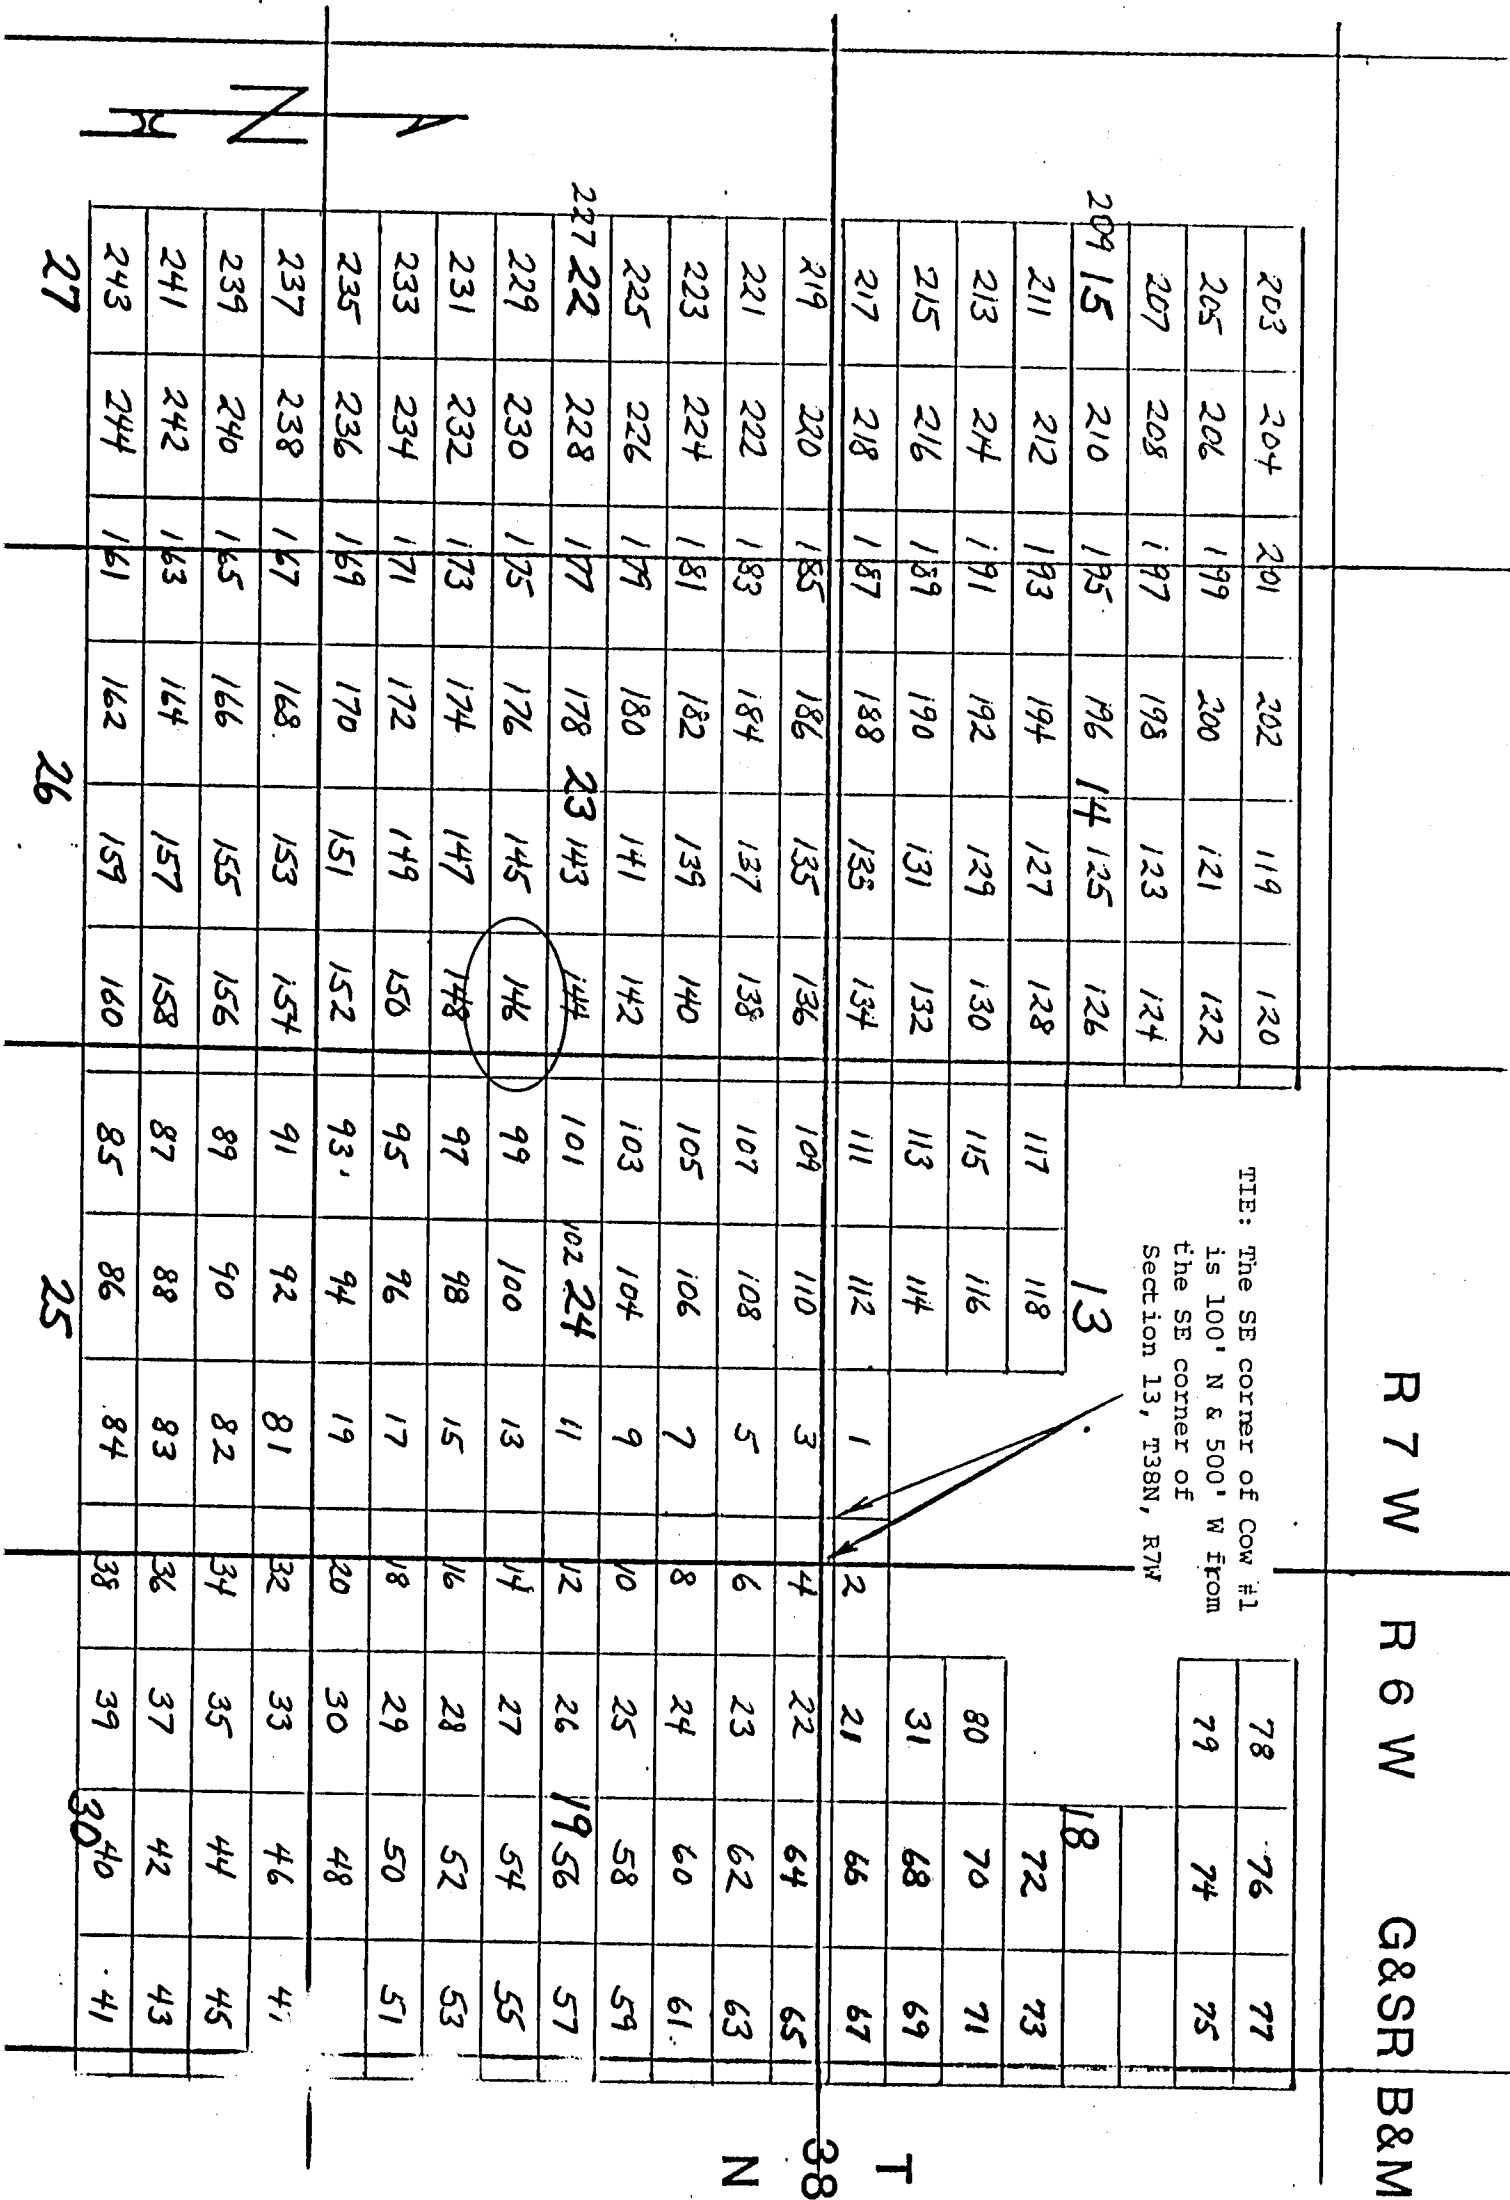 R 7 W R 6 W G&SR B&M
TIE: The SE corner of Cow #1
is 100' N & 500' W from
the SE corner of
Section 13, T38N, R7W
203 204 201 202 119 120 78 76 77
205 206 199 200 121 122 79 74 75
207 208 197 198 123 124
209 15 210 195 196 14 125 126 13 18
211 212 193 194 127 128 117 118 72 73
213 214 191 192 129 130 115 116 80 70 71
215 216 189 190 131 132 113 114 31 68 69
217 218 187 188 133 134 111 112 1 2 21 66 67
T
38
N
219 220 185 186 135 136 109 110 3 4 22 64 65
221 222 183 184 137 138 107 108 5 6 23 62 63
223 224 181 182 139 140 105 106 7 8 24 60 61
225 226 179 180 141 142 103 104 9 10 25 58 59
227 22 228 177 178 23 143 144 101 102 24 11 12 26 19 56 57
229 230 175 176 145 146 99 100 13 14 27 54 55
231 232 173 174 147 148 97 98 15 16 28 52 53
233 234 171 172 149 150 95 96 17 18 29 50 51
235 236 169 170 151 152 93 94 19 20 30 48
237 238 167 168 153 154 91 92 81 32 33 46
239 240 165 166 155 156 89 90 82 34 35 44 45
241 242 163 164 157 158 87 88 83 36 37 42 43
243 244 161 162 159 160 85 86 84 38 39 30 40 41
27 26 25
N